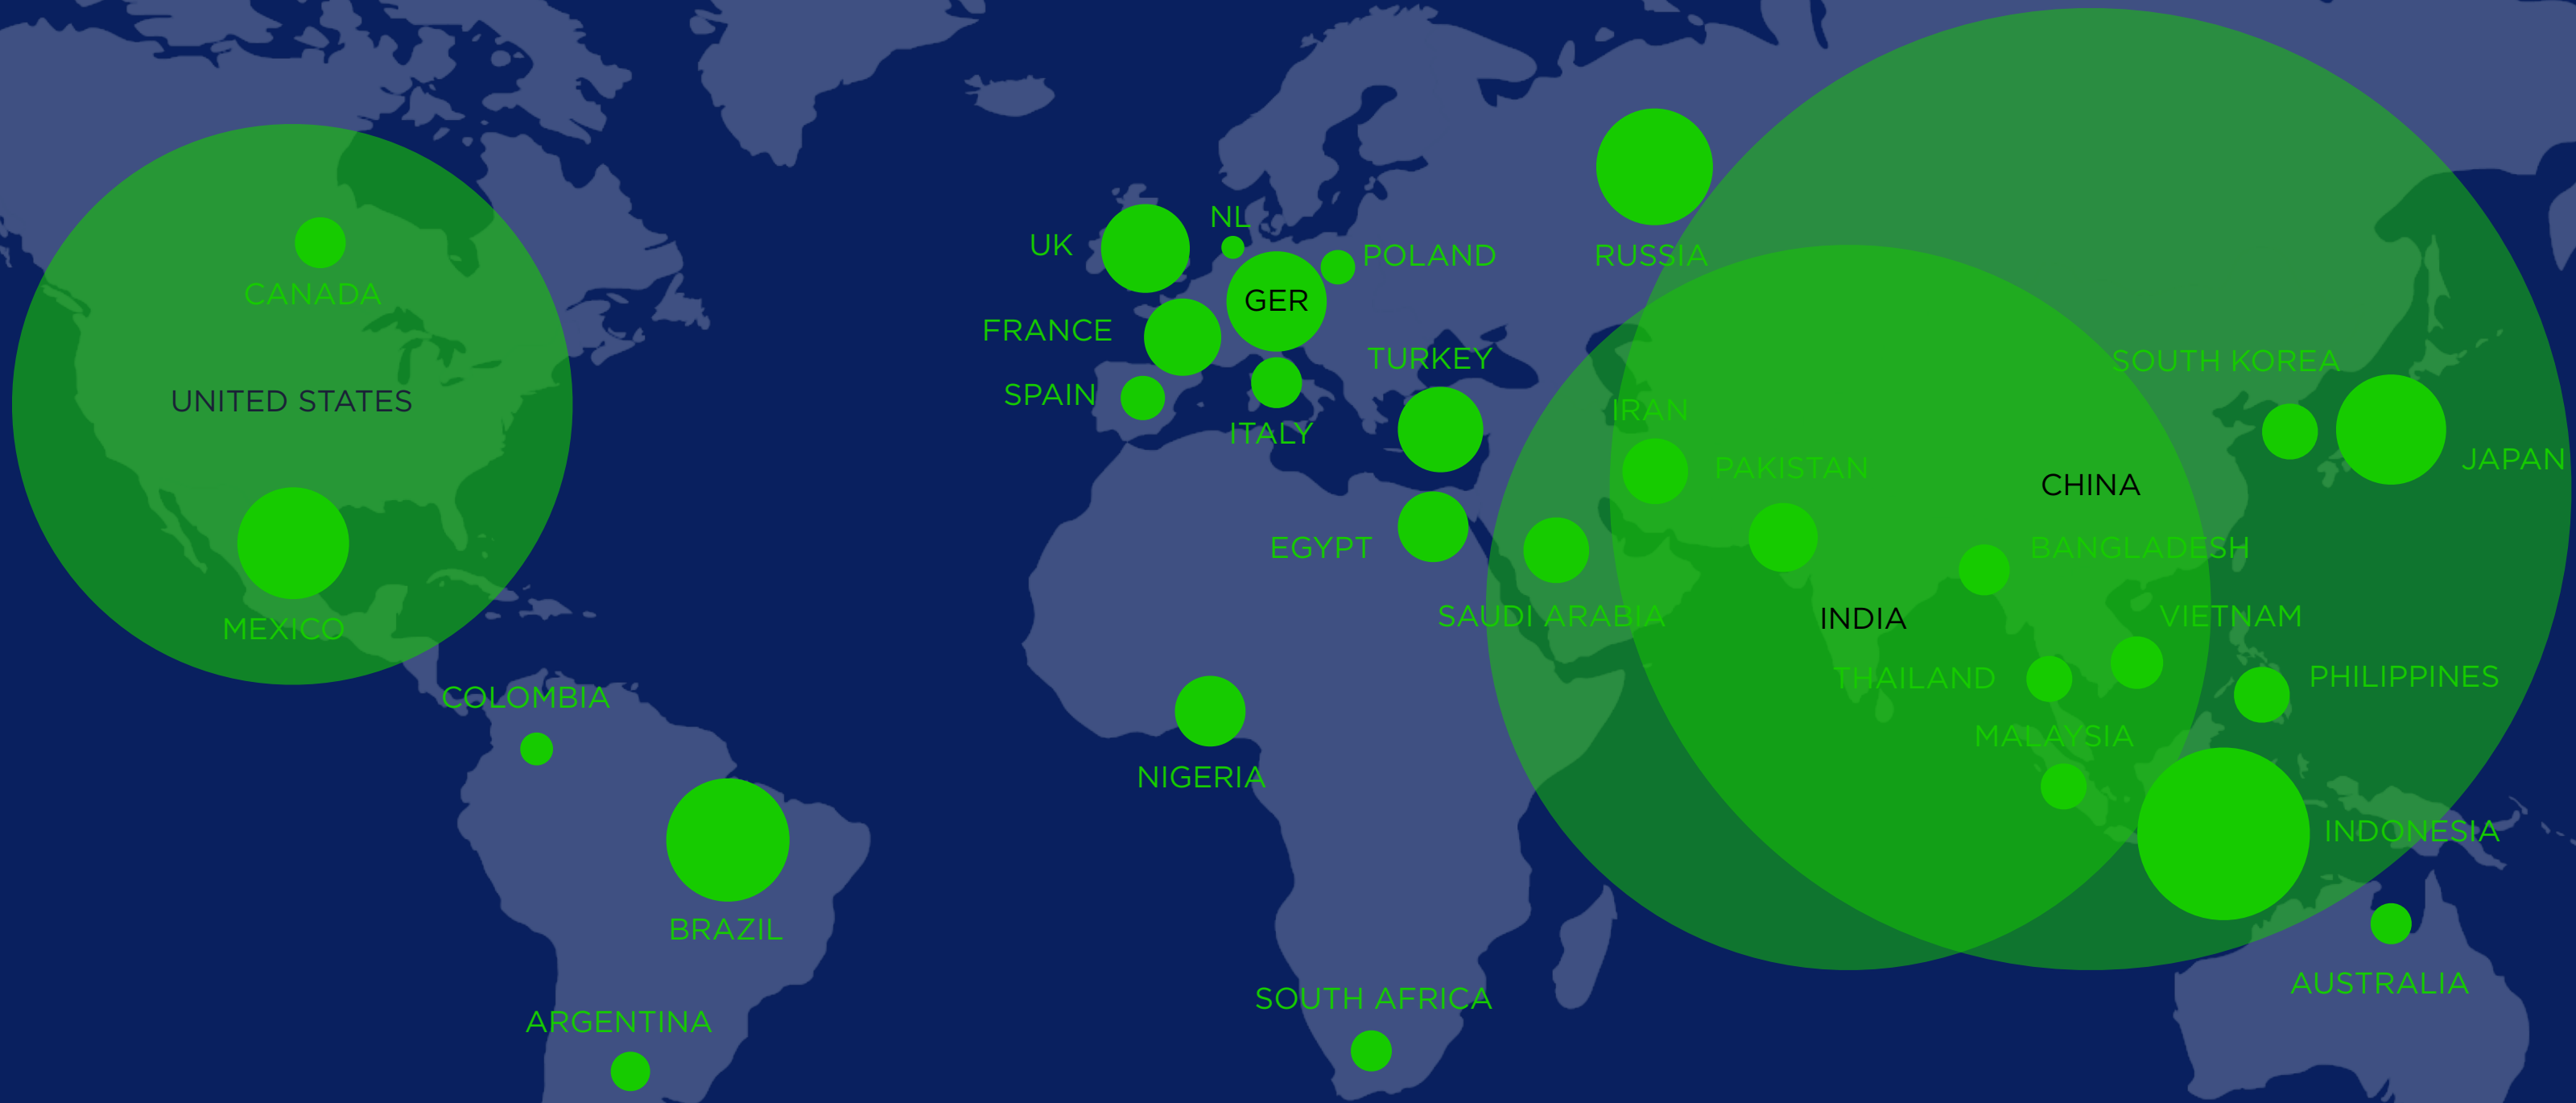 NL
UK
POLAND
RUSSIA
CANADA
GER
FRANCE
TURKEY
SOUTH KOREA
SPAIN
UNITED STATES
IRAN
ITALY
PAKISTAN
JAPAN
CHINA
EGYPT
BANGLADESH
SAUDI ARABIA
INDIA
VIETNAM
MEXICO
THAILAND
PHILIPPINES
COLOMBIA
MALAYSIA
NIGERIA
INDONESIA
BRAZIL
AUSTRALIA
SOUTH AFRICA
ARGENTINA